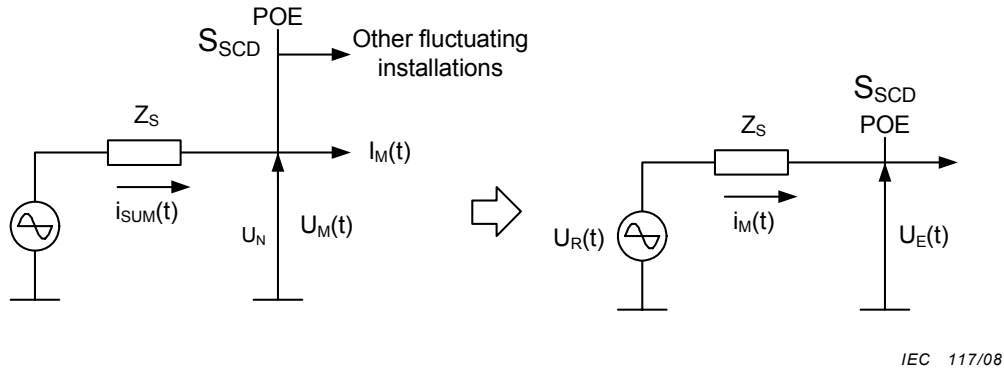 POE
S_SCD
Other fluctuating
installations
Z_S
I_M(t)
i_SUM(t)
U_N
U_M(t)
S_SCD
POE
Z_S
i_M(t)
U_R(t)
U_E(t)
IEC 117/08